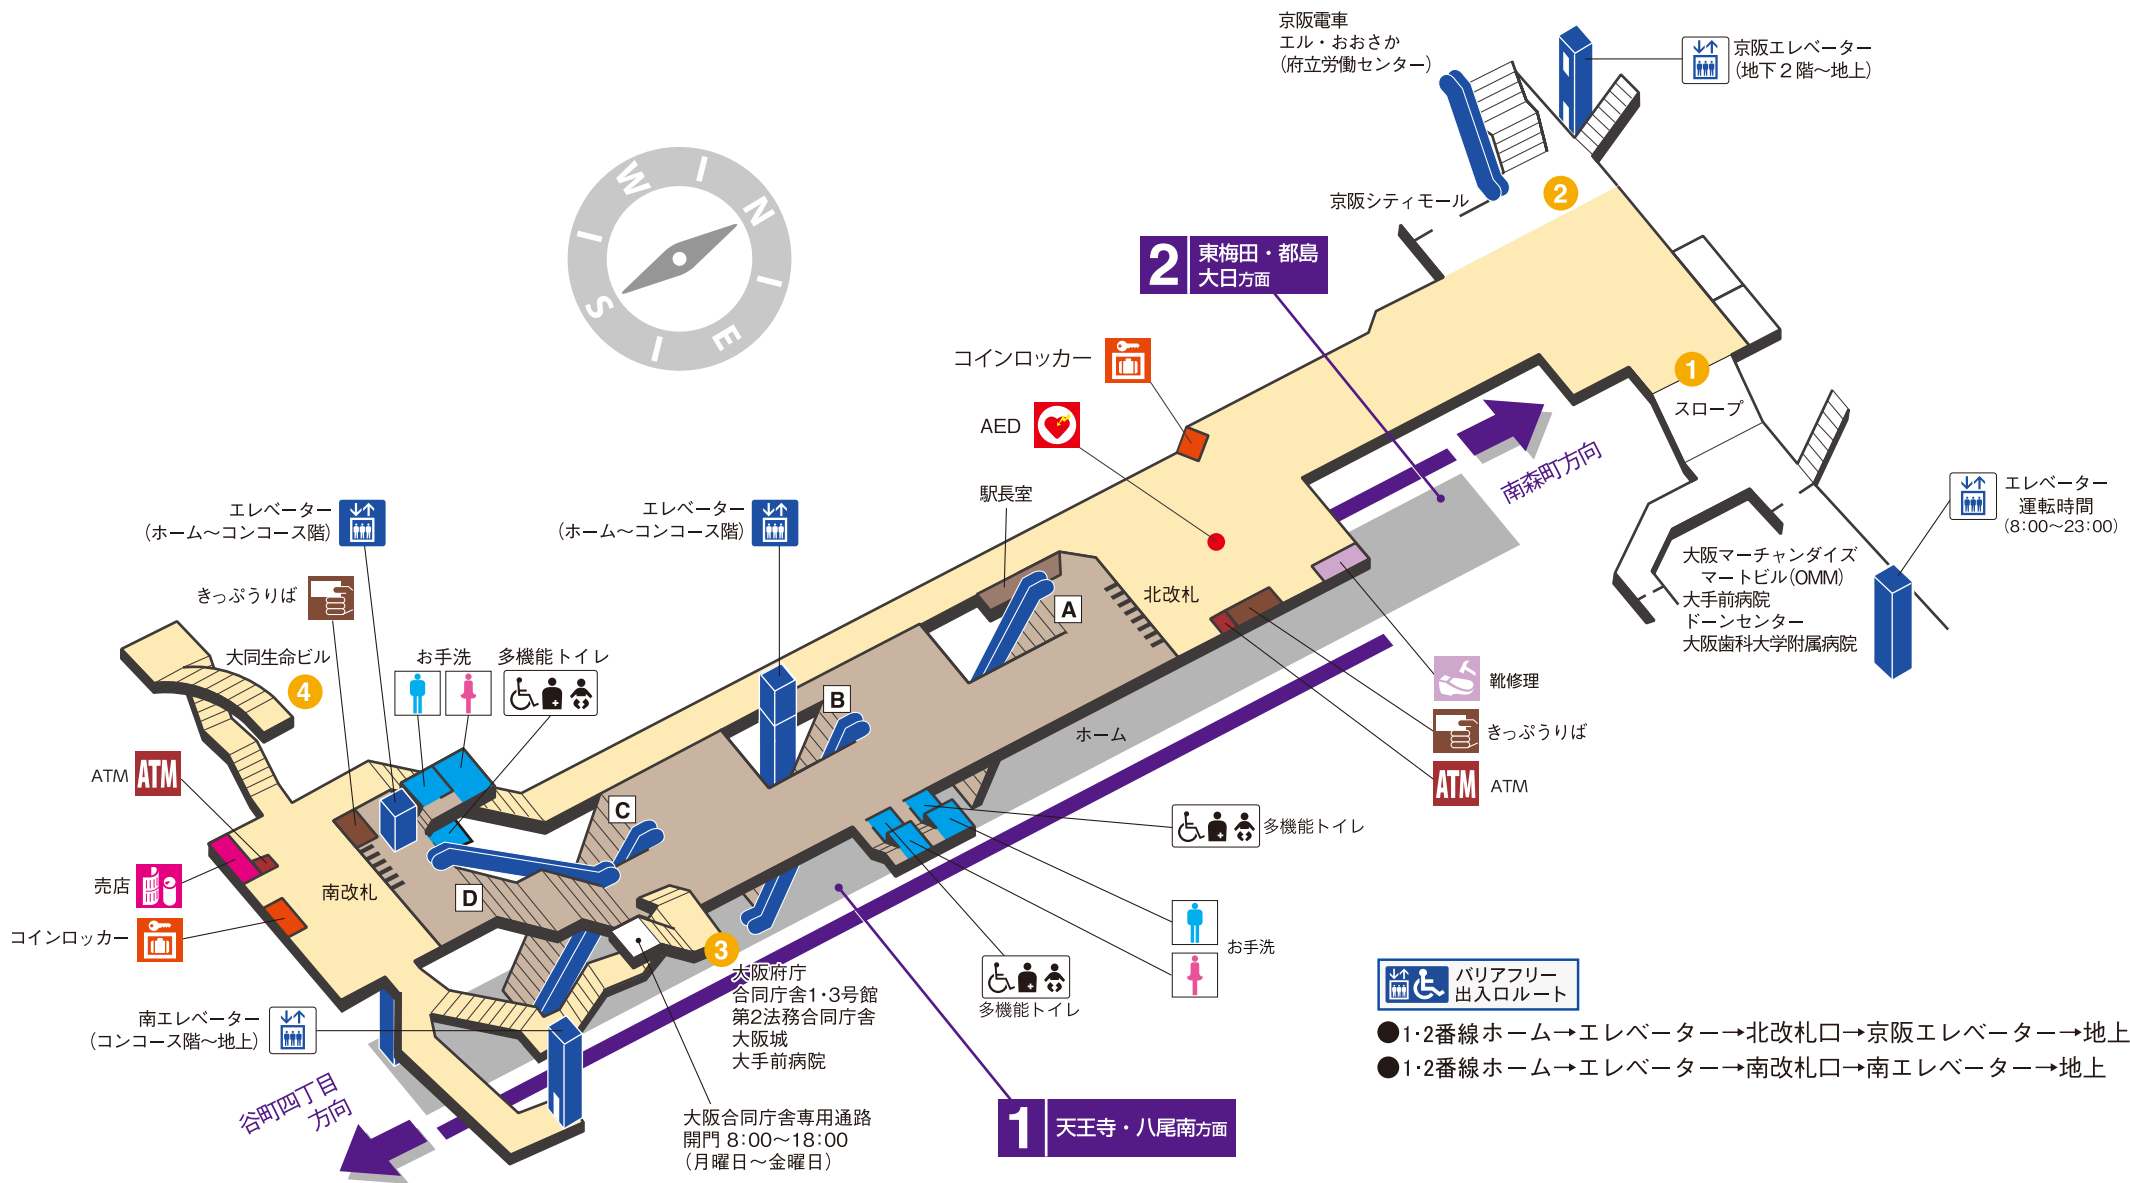 京阪電車
エル・おおさか
(府立労働センター)
京阪エレベーター
(地下2階〜地上)
W
N
S
E
京阪シティモール
2
2
東梅田・都島
大日方面
コインロッカー
1
スロープ
AED
南森町方向
エレベーター
(ホーム〜コンコース階)
エレベーター
(ホーム〜コンコース階)
駅長室
エレベーター
運転時間
(8:00〜23:00)
きっぷうりば
A
北改札
大阪マーチャンダイズ
マートビル(OMM)
大手前病院
ドーンセンター
大阪歯科大学附属病院
大同生命ビル
4
お手洗
多機能トイレ
B
ホーム
靴修理
きっぷうりば
ATM
ATM
ATM
ATM
C
多機能トイレ
売店
南改札
D
コインロッカー
3
大阪府庁
合同庁舎1・3号館
第2法務合同庁舎
大阪城
大手前病院
お手洗
多機能トイレ
南エレベーター
(コンコース階〜地上)
バリアフリー
出入口ルート
●1・2番線ホーム→エレベーター→北改札口→京阪エレベーター→地上
●1・2番線ホーム→エレベーター→南改札口→南エレベーター→地上
谷町四丁目
方向
大阪合同庁舎専用通路
開門 8:00〜18:00
(月曜日〜金曜日)
1
天王寺・八尾南方面